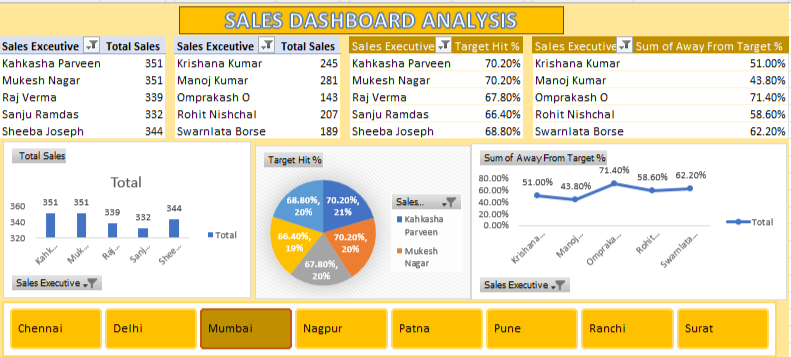 SALES DASHBOARD ANALYSIS
Sales Excecutive Total Sales Sales Excecutive Total Sales Sales Executive Target Hit % Sales Executive Sum of Away From Target %
Kahkasha Parveen 351 Krishana Kumar 245 Kahkasha Parveen 70.20% Krishana Kumar 51.00%
Mukesh Nagar 351 Manoj Kumar 281 Mukesh Nagar 70.20% Manoj Kumar 43.80%
Raj Verma 339 Omprakash O 143 Raj Verma 67.80% Omprakash O 71.40%
Sanju Ramdas 332 Rohit Nishchal 207 Sanju Ramdas 66.40% Rohit Nishchal 58.60%
Sheeba Joseph 344 Swarnlata Borse 189 Sheeba Joseph 68.80% Swarnlata Borse 62.20%
Total Sales
Total
351 351 339 332 344
360
340
320
Kahk... Muk... Raj... Sanj... Shee...
Total
Sales Executive
Target Hit %
68.80%, 20%
70.20%, 21%
66.40%, 19%
70.20%, 20%
67.80%, 20%
Sales...
Kahkasha Parveen
Mukesh Nagar
Sum of Away From Target %
80.00%
60.00%
40.00%
20.00%
0.00%
51.00% 43.80% 71.40% 58.60% 62.20%
Krishana... Manoj... Ompraka... Rohit... Swarnlata...
Total
Sales Executive
Chennai Delhi Mumbai Nagpur Patna Pune Ranchi Surat